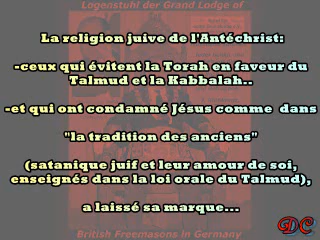 Logenstuhl der Grand Lodge of
La religion juive de l'Antéchrist:
-ceux qui évitent la Torah en faveur du
Talmud et la Kabbalah..
-et qui ont condamné Jésus comme dans
"la tradition des anciens"
(satanique juif et leur amour de soi,
enseignés dans la loi orale du Talmud),
a laissé sa marque...
DC
British Freemasons in Germany